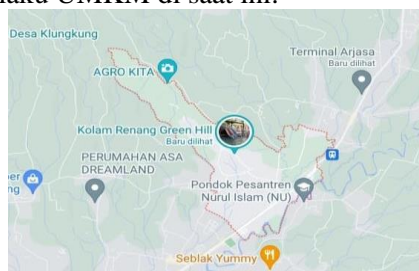 Desa Klungkung
Terminal Arjasa
Baru dilihat
AGRO KITA
Kolam Renang Green Hill
Baru dilihat
PERUMAHAN ASA
DREAMLAND
Pondok Pesantren
Nurul Islam (NU)
Seblak Yummy